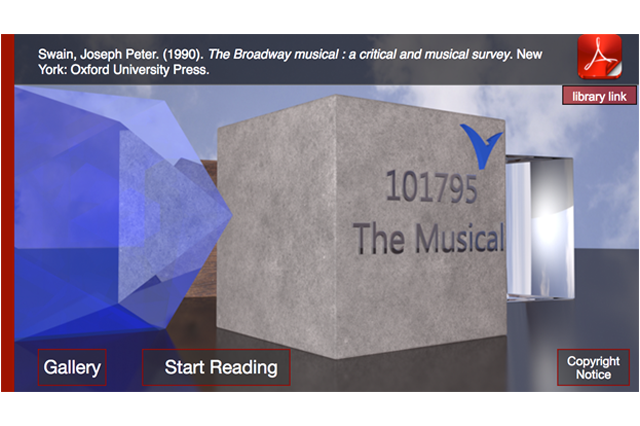 Swain, Joseph Peter. (1990). The Broadway musical : a critical and musical survey. New
York: Oxford University Press.
library link
101795
The Musical
Gallery
Start Reading
Copyright
Notice